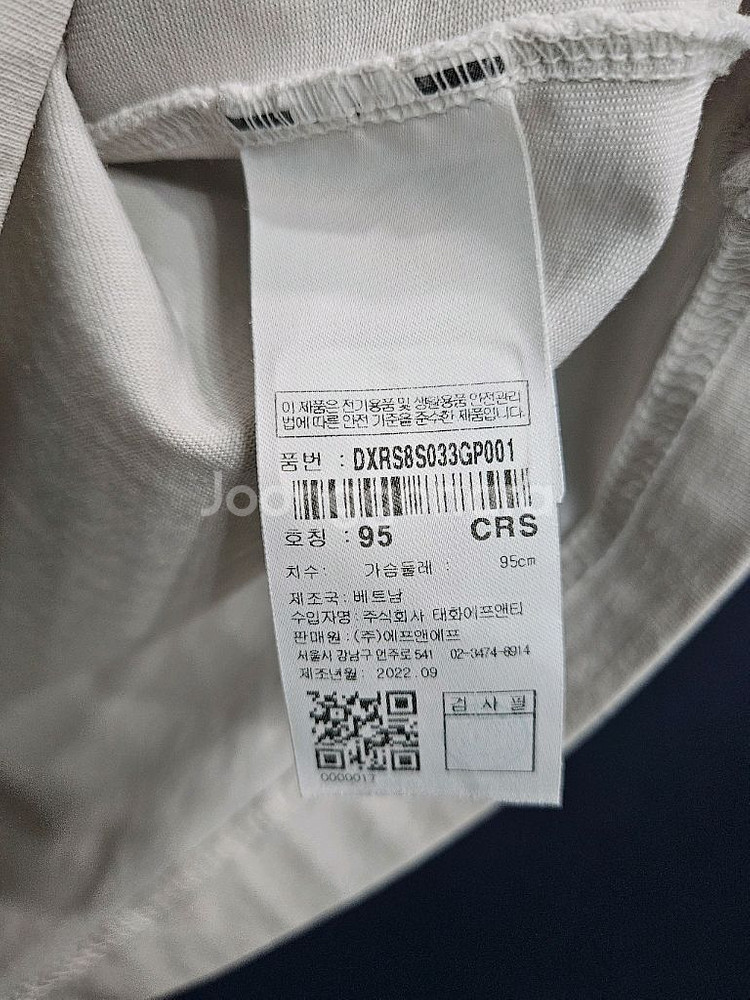 이 제품은 전기용품 및 생활용품 안전관리
법에 따른 안전 기준을 준수한 제품입니다.
품번 : DXRS8S033GP001
호칭 : 95 CRS
치수: 가슴둘레 : 95cm
제조국: 베트남
수입자명 : 주식회사 태화에프앤티
판매원 : (주)에프앤에프
서울시 강남구 언주로 541 02-3474-8914
제조년월: 2022.09
검 사 필
0000017